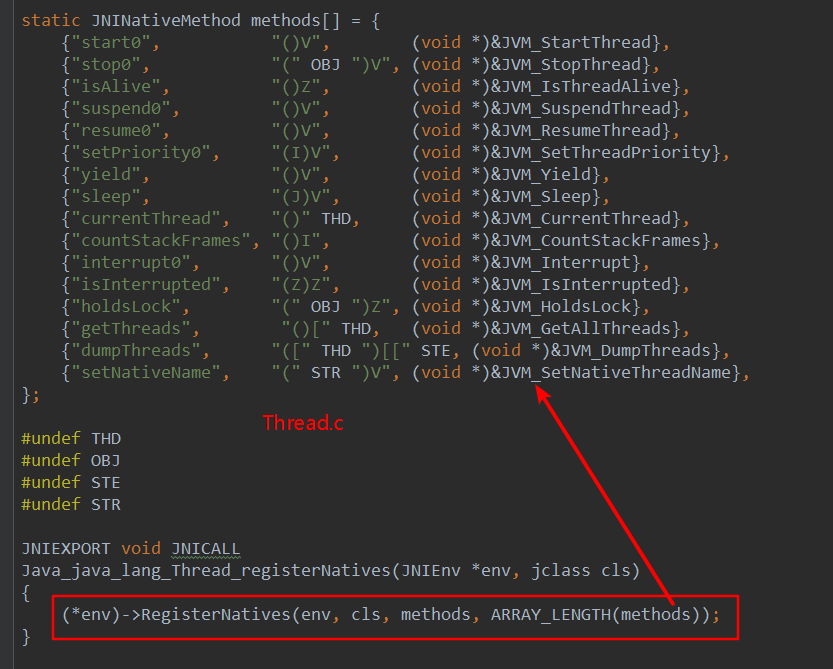 static JNINativeMethod methods[] = {
    {"start0",           "()V",        (void *)&JVM_StartThread},
    {"stop0",            "(" OBJ ")V", (void *)&JVM_StopThread},
    {"isAlive",          "()Z",        (void *)&JVM_IsThreadAlive},
    {"suspend0",         "()V",        (void *)&JVM_SuspendThread},
    {"resume0",          "()V",        (void *)&JVM_ResumeThread},
    {"setPriority0",     "(I)V",       (void *)&JVM_SetThreadPriority},
    {"yield",            "()V",        (void *)&JVM_Yield},
    {"sleep",            "(J)V",       (void *)&JVM_Sleep},
    {"currentThread",    "()" THD,     (void *)&JVM_CurrentThread},
    {"countStackFrames", "()I",        (void *)&JVM_CountStackFrames},
    {"interrupt0",       "()V",        (void *)&JVM_Interrupt},
    {"isInterrupted",    "(Z)Z",       (void *)&JVM_IsInterrupted},
    {"holdsLock",        "(" OBJ ")Z", (void *)&JVM_HoldsLock},
    {"getThreads",        "()[" THD,   (void *)&JVM_GetAllThreads},
    {"dumpThreads",      "([" THD ")[[" STE, (void *)&JVM_DumpThreads},
    {"setNativeName",    "(" STR ")V", (void *)&JVM_SetNativeThreadName},
};
Thread.c
#undef THD
#undef OBJ
#undef STE
#undef STR
JNIEXPORT void JNICALL
Java_java_lang_Thread_registerNatives(JNIEnv *env, jclass cls)
{
    (*env)->RegisterNatives(env, cls, methods, ARRAY_LENGTH(methods));
}